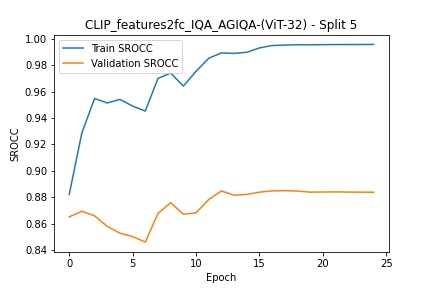 CLIP_features2fc_IQA_AGIQA-(ViT-32) - Split 5
1.00
0.98
0.96
0.94
0.92
0.90
0.88
0.86
0.84
SROCC
Train SROCC
Validation SROCC
0 5 10 15 20 25
Epoch